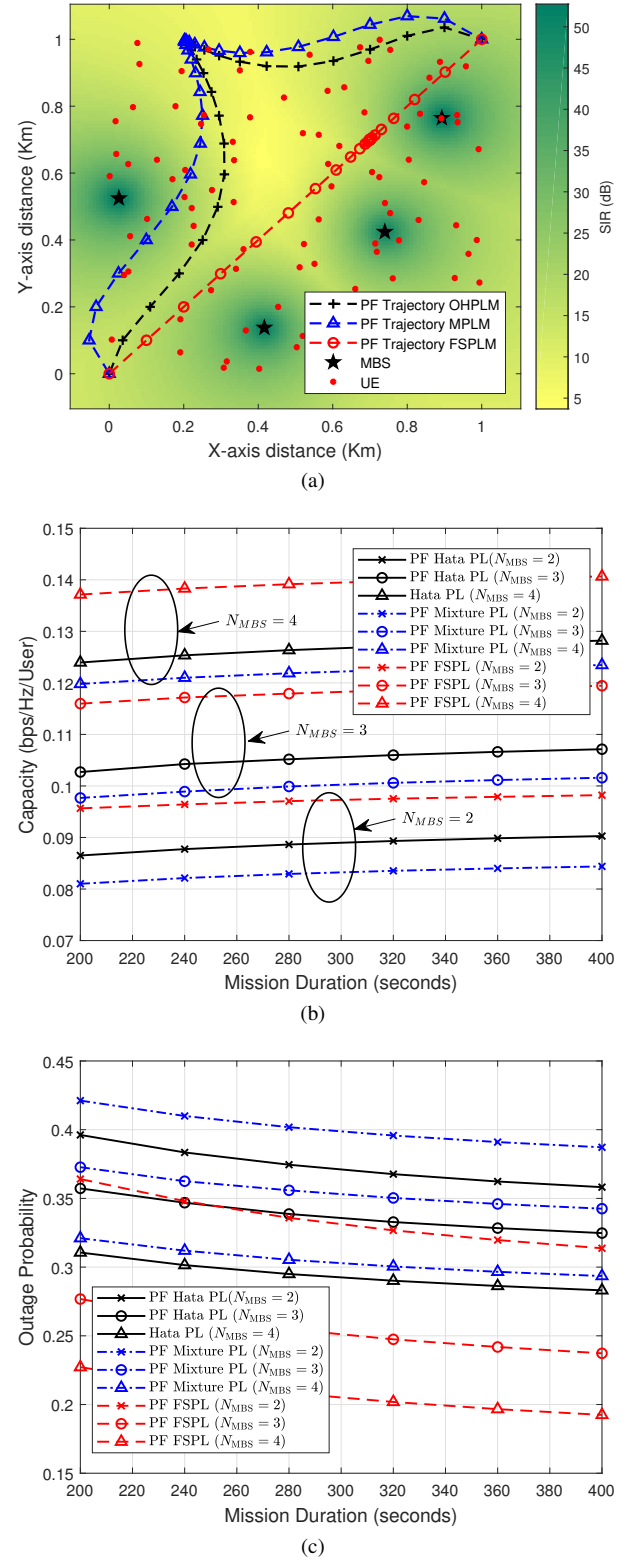 1
0.8
0.6
0.4
0.2
0
Y-axis distance (Km)
0
0.2
0.4
0.6
0.8
1
X-axis distance (Km)
PF Trajectory OHPLM
PF Trajectory MPLM
PF Trajectory FSPLM
MBS
UE
50
45
40
35
30
25
20
15
10
5
SIR (dB)
(a)
0.15
0.14
0.13
0.12
0.11
0.1
0.09
0.08
0.07
Capacity (bps/Hz/User)
PF Hata PL(N_MBS = 2)
PF Hata PL (N_MBS = 3)
Hata PL (N_MBS = 4)
PF Mixture PL (N_MBS = 2)
PF Mixture PL (N_MBS = 3)
PF Mixture PL (N_MBS = 4)
PF FSPL (N_MBS = 2)
PF FSPL (N_MBS = 3)
PF FSPL (N_MBS = 4)
N_MBS = 4
N_MBS = 3
N_MBS = 2
200 220 240 260 280 300 320 340 360 380 400
Mission Duration (seconds)
(b)
0.45
0.4
0.35
0.3
0.25
0.2
0.15
Outage Probability
PF Hata PL(N_MBS = 2)
PF Hata PL (N_MBS = 3)
Hata PL (N_MBS = 4)
PF Mixture PL (N_MBS = 2)
PF Mixture PL (N_MBS = 3)
PF Mixture PL (N_MBS = 4)
PF FSPL (N_MBS = 2)
PF FSPL (N_MBS = 3)
PF FSPL (N_MBS = 4)
200 220 240 260 280 300 320 340 360 380 400
Mission Duration (seconds)
(c)